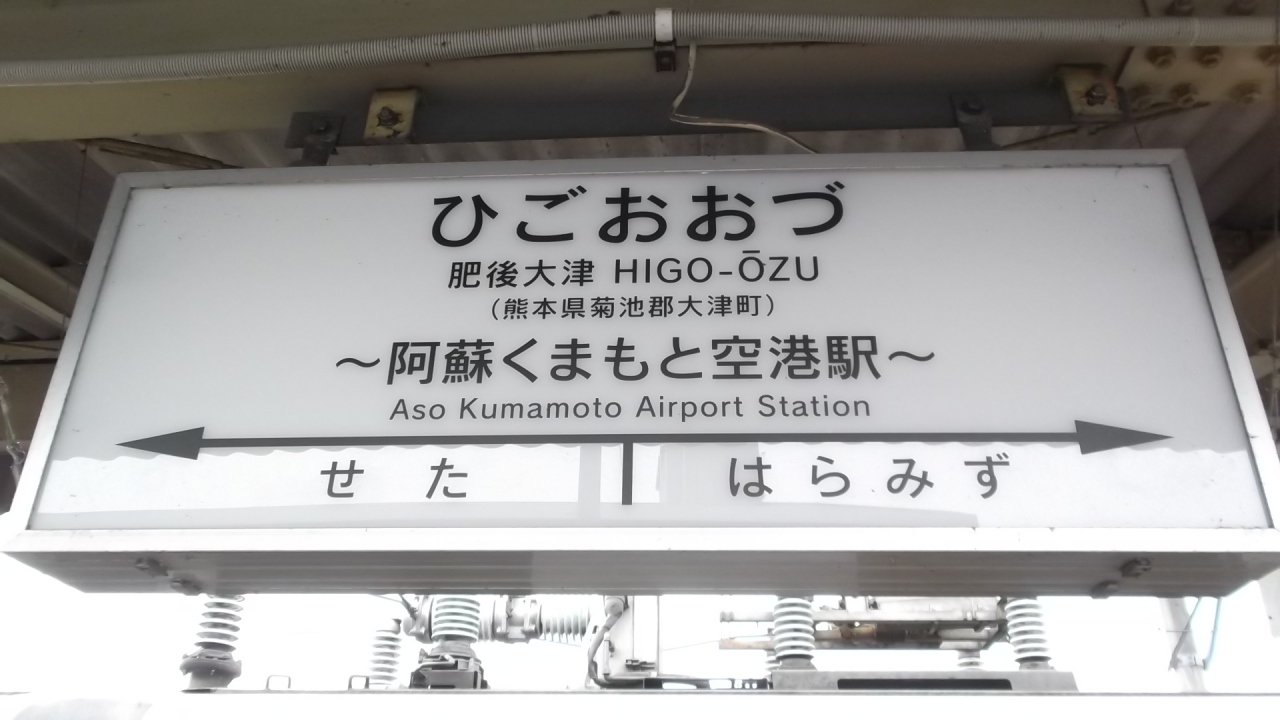 ひごおおづ
肥後大津 HIGO-ŌZU
(熊本県菊池郡大津町)
～阿蘇くまもと空港駅～
Aso Kumamoto Airport Station
せた はらみず